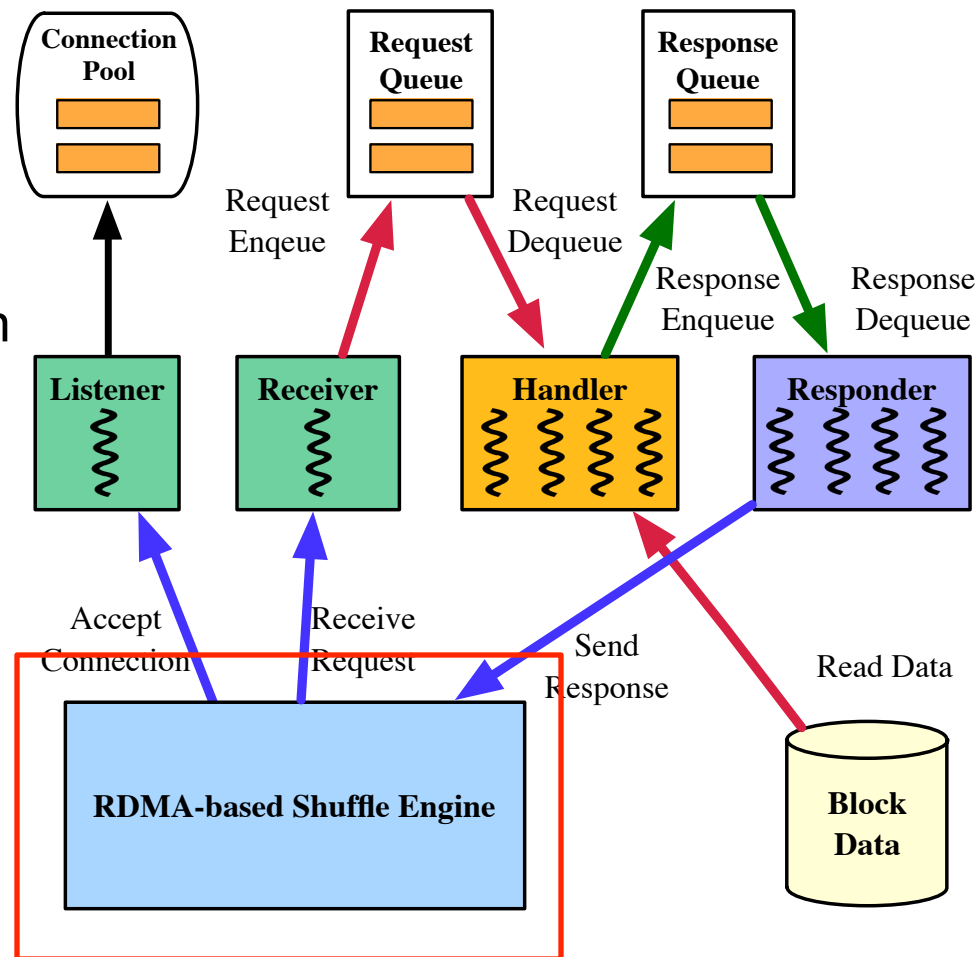 Connection
Pool
Request
Queue
Response
Queue
Request
Enqeue
Request
Dequeue
Response
Enqueue
Response
Dequeue
n
Listener
Receiver
Handler
Responder
Accept
Connection
Receive
Request
Send
Response
Read Data
RDMA-based Shuffle Engine
Block
Data